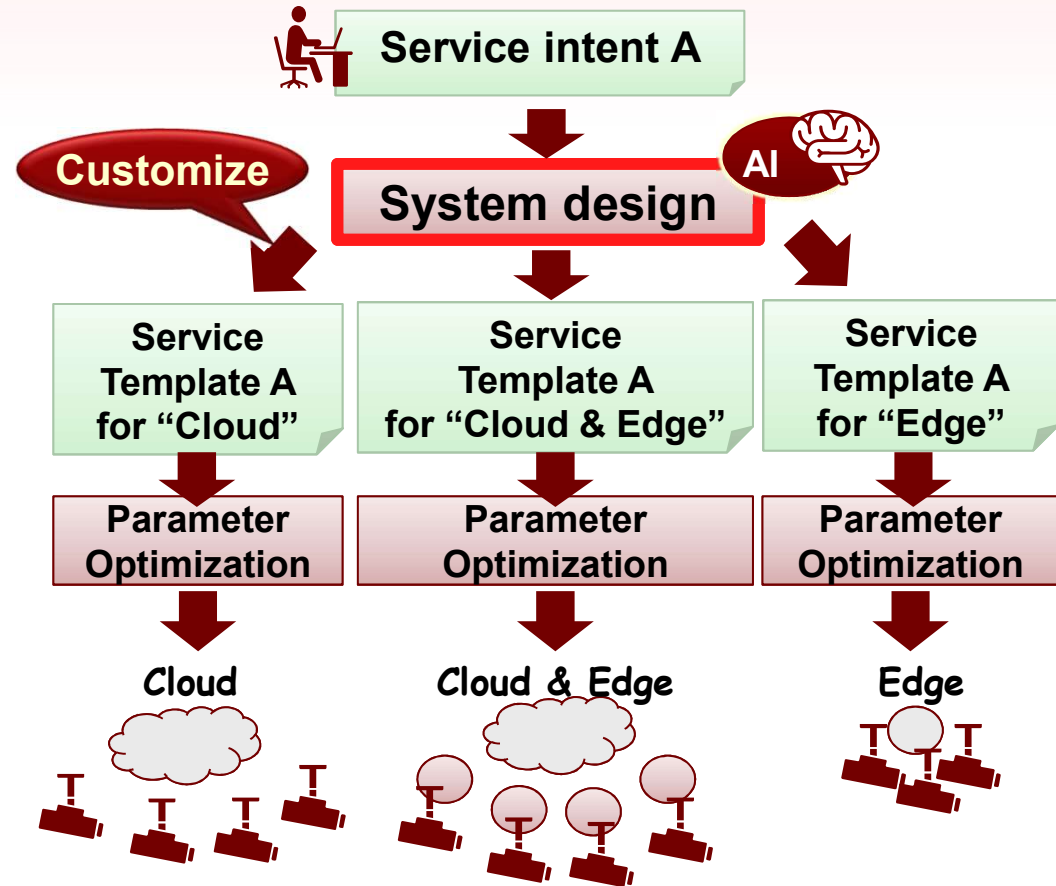 Service intent A
Customize
AI
System design
Service
Template A
for “Cloud”
Service
Template A
for “Cloud & Edge”
Service
Template A
for “Edge”
Parameter
Optimization
Parameter
Optimization
Parameter
Optimization
Cloud
Cloud & Edge
Edge